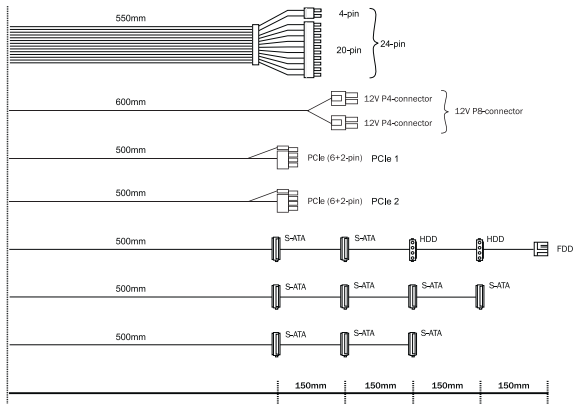 550mm
4-pin
20-pin
24-pin
600mm
12V P4-connector
12V P4-connector
12V P8-connector
500mm
PCIe (6+2-pin) PCIe 1
500mm
PCIe (6+2-pin) PCIe 2
500mm S-ATA S-ATA HDD HDD FDD
500mm S-ATA S-ATA S-ATA S-ATA
500mm S-ATA S-ATA S-ATA
150mm 150mm 150mm 150mm